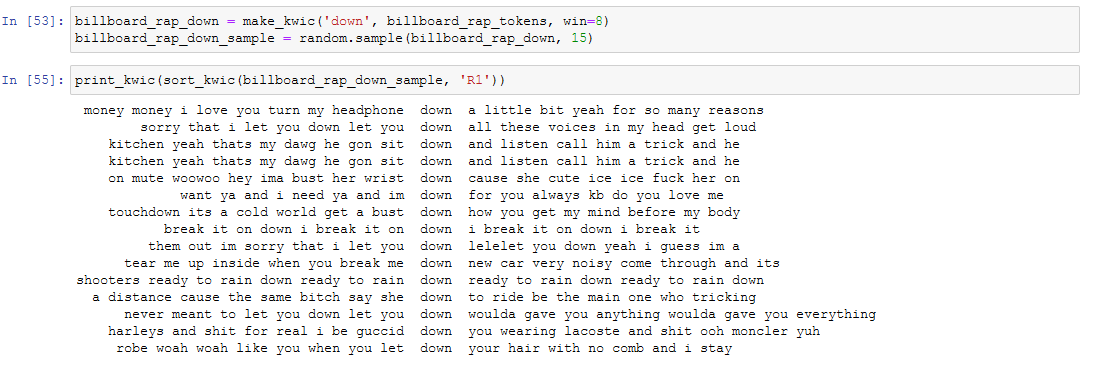 In [53]: billboard_rap_down = make_kwic('down', billboard_rap_tokens, win=8)
billboard_rap_down_sample = random.sample(billboard_rap_down, 15)
In [55]: print_kwic(sort_kwic(billboard_rap_down_sample, 'R1'))
money money i love you turn my headphone down a little bit yeah for so many reasons
sorry that i let you down let you down all these voices in my head get loud
kitchen yeah thats my dawg he gon sit down and listen call him a trick and he
kitchen yeah thats my dawg he gon sit down and listen call him a trick and he
on mute woowoo hey ima bust her wrist down cause she cute ice ice fuck her on
want ya and i need ya and im down for you always kb do you love me
touchdown its a cold world get a bust down how you get my mind before my body
break it on down i break it on down i break it on down i break it
them out im sorry that i let you down lelelet you down yeah i guess im a
tear me up inside when you break me down new car very noisy come through and its
shooters ready to rain down ready to rain down ready to rain down ready to rain down
a distance cause the same bitch say she down to ride be the main one who tricking
never meant to let you down let you down woulda gave you anything woulda gave you everything
harleys and shit for real i be guccid down you wearing lacoste and shit ooh moncler yuh
robe woah woah like you when you let down your hair with no comb and i stay